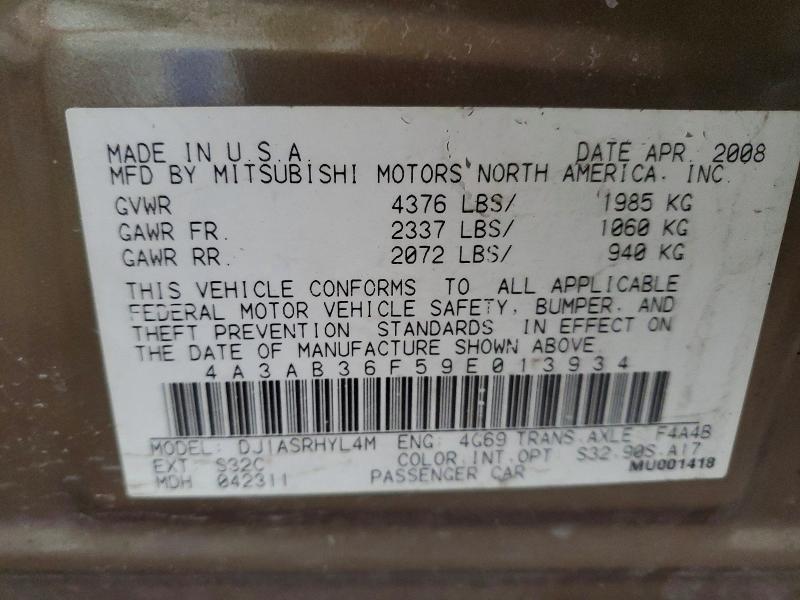 MADE IN U.S.A. DATE APR. 2008
MFD BY MITSUBISHI MOTORS NORTH AMERICA. INC.
GVWR 4376 LBS/ 1985 KG
GAWR FR. 2337 LBS/ 1060 KG
GAWR RR. 2072 LBS/ 940 KG
THIS VEHICLE CONFORMS TO ALL APPLICABLE
FEDERAL MOTOR VEHICLE SAFETY, BUMPER, AND
THEFT PREVENTION STANDARDS IN EFFECT ON
THE DATE OF MANUFACTURE SHOWN ABOVE.
4A3AB36F59E013934
MODEL: DJ1ASRHYL4M ENG: 4G69 TRANS.AXLE F4A4B
EXT S32C COLOR.INT.OPT S32.90S.A17
MDH 042311 PASSENGER CAR MU001418